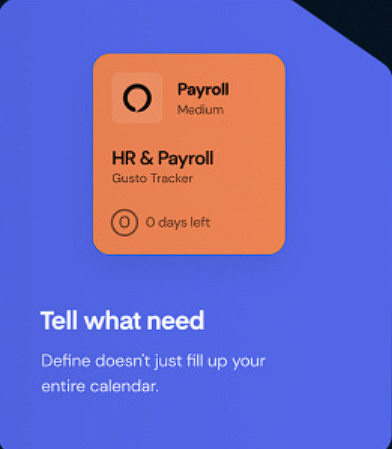 Payroll
Medium
HR & Payroll
Gusto Tracker
0 0 days left
Tell what need
Define doesn't just fill up your
entire calendar.